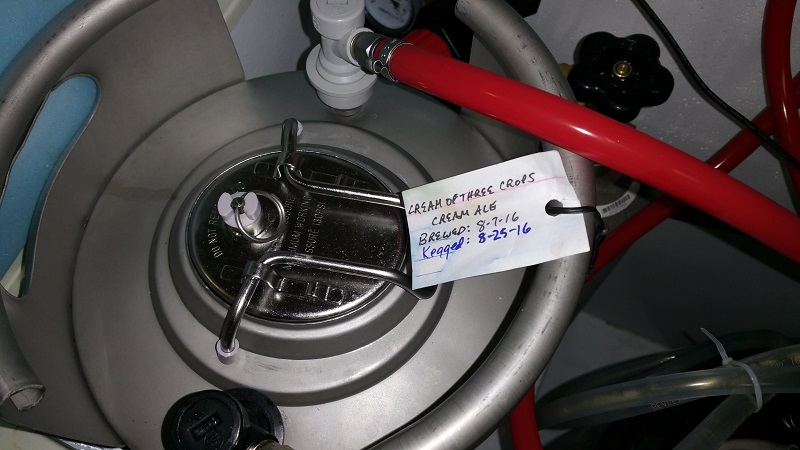 CREAM OF THREE CROPS
CREAM ALE
BREWED: 8-7-16
Kegged: 8-25-16
DO NOT